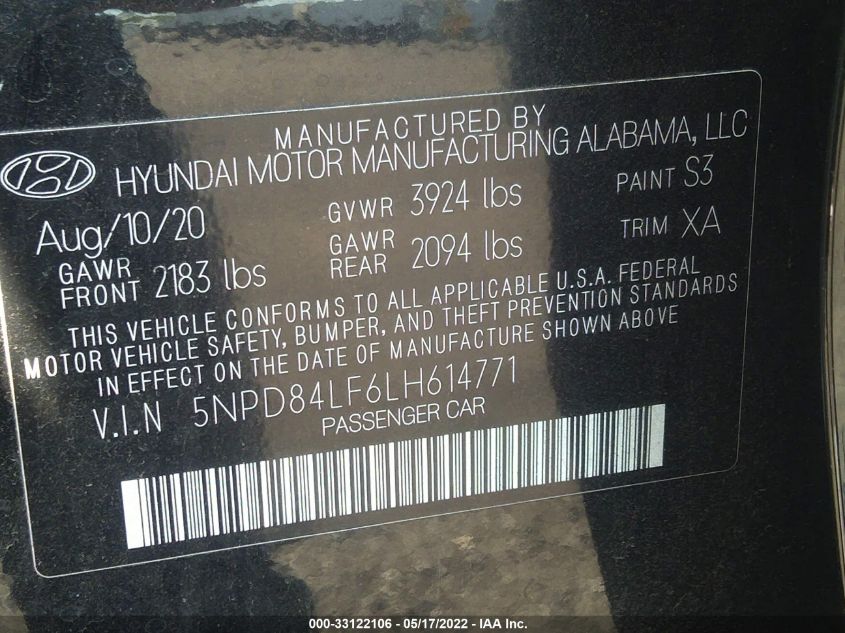 MANUFACTURED BY
HYUNDAI MOTOR MANUFACTURING ALABAMA, LLC
Aug/10/20 GVWR 3924 lbs PAINT S3
GAWR FRONT 2183 lbs GAWR REAR 2094 lbs TRIM XA
THIS VEHICLE CONFORMS TO ALL APPLICABLE U.S.A. FEDERAL
MOTOR VEHICLE SAFETY, BUMPER, AND THEFT PREVENTION STANDARDS
IN EFFECT ON THE DATE OF MANUFACTURE SHOWN ABOVE
V.I.N 5NPD84LF6LH614771
PASSENGER CAR
000-33122106 - 05/17/2022 - IAA Inc.